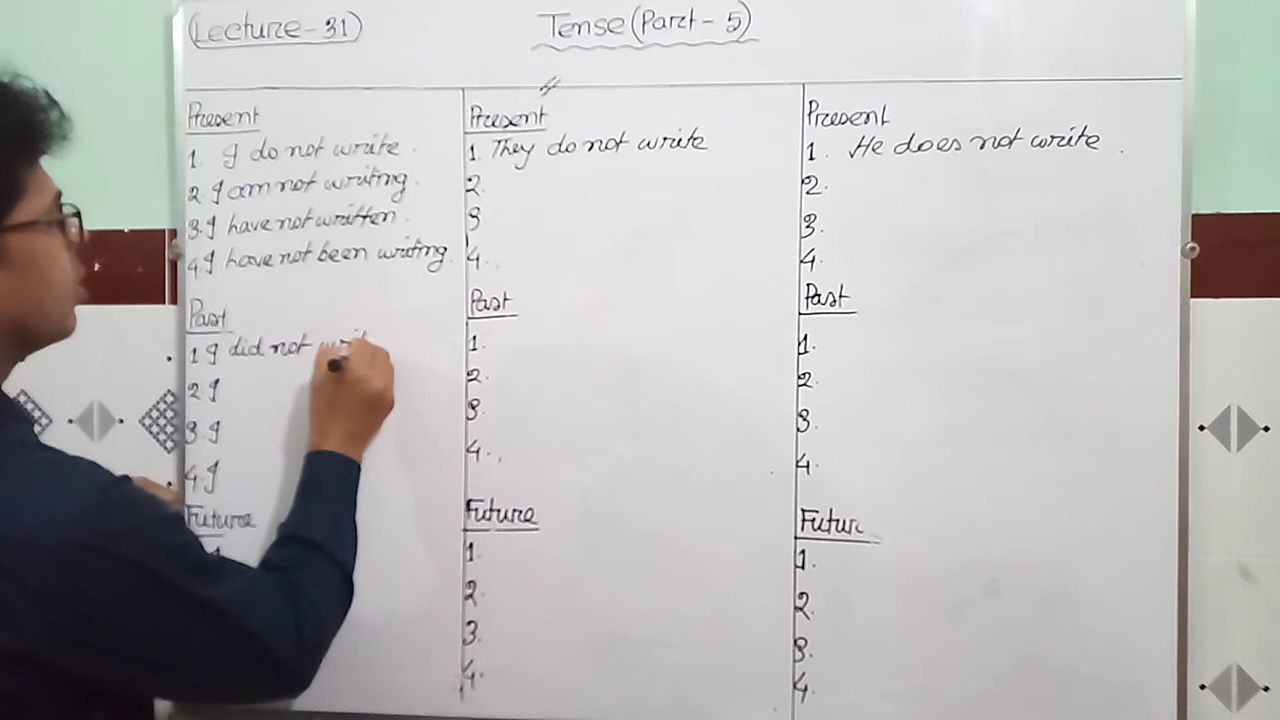 (Lecture-31)
Tense (Part-5)
Present
1. I do not write.
2. I am not writing.
3. I have not written.
4. I have not been writing.
Past
1 I did not
2 I
3. I
4. I
Future
Present
1. They do not write
2.
3
4.
Past
1.
2.
3.
4.
Future
1.
2.
3.
4.
Present
1. He does not write.
2.
3.
4.
Past
1.
2.
3.
4.
Futur
1.
2.
3.
4.